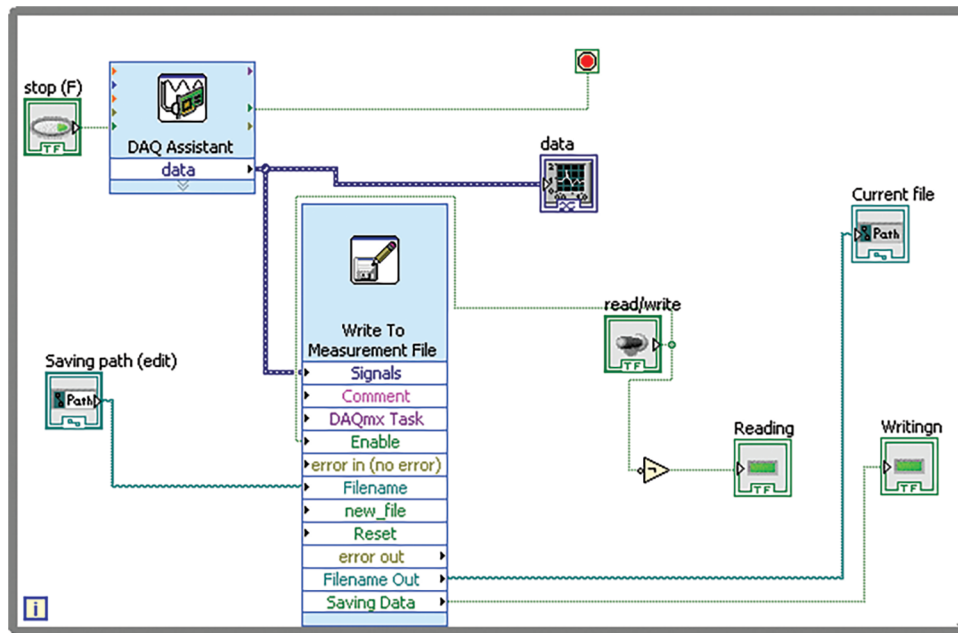 stop (F)
TF
DAQ Assistant
data
data
Current file
Path
Write To
Measurement File
Signals
Comment
DAQmx Task
Enable
error in (no error)
Filename
new_file
Reset
error out
Filename Out
Saving Data
Saving path (edit)
Path
read/write
TF
Reading
TF
Writingn
TF
i